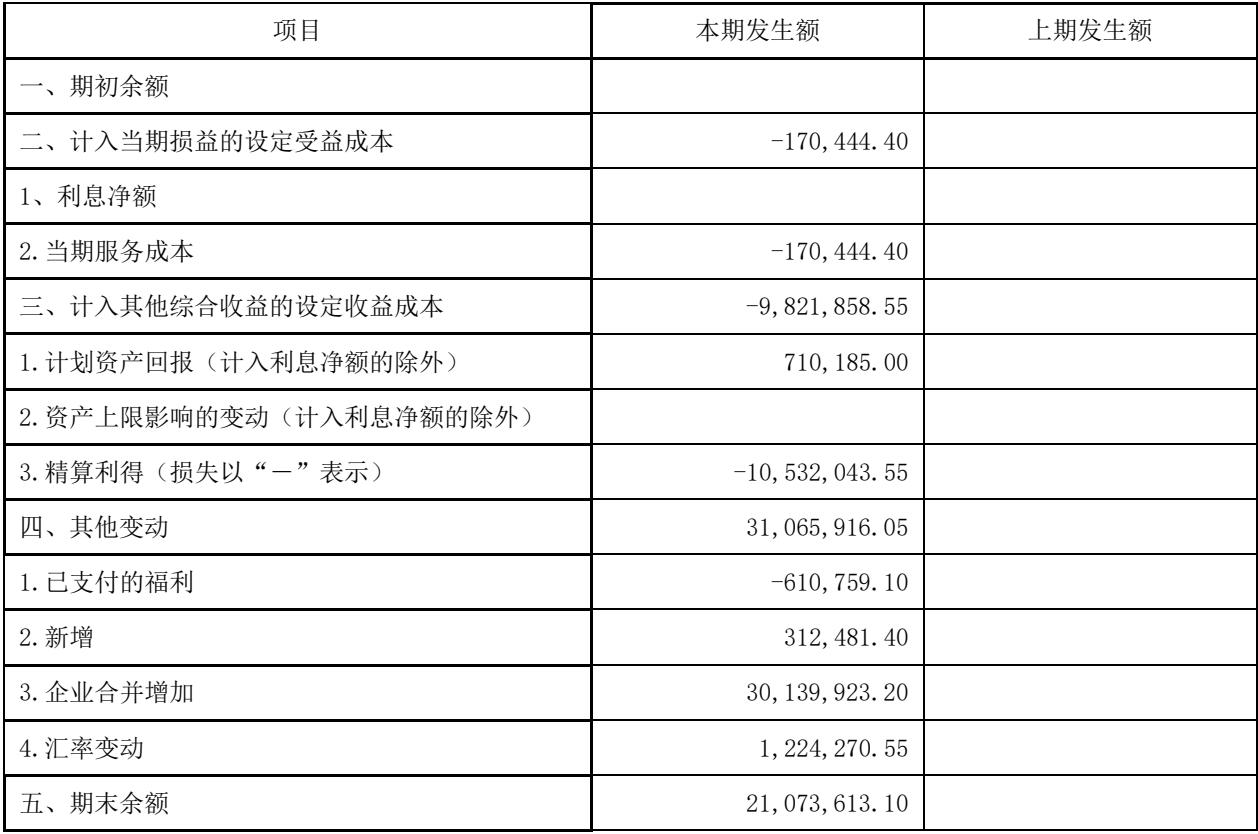 项目 本期发生额 上期发生额
一、期初余额
二、计入当期损益的设定受益成本 -170,444.40
1、利息净额
2.当期服务成本 -170,444.40
三、计入其他综合收益的设定收益成本 -9,821,858.55
1.计划资产回报（计入利息净额的除外） 710,185.00
2.资产上限影响的变动（计入利息净额的除外）
3.精算利得（损失以“－”表示） -10,532,043.55
四、其他变动 31,065,916.05
1.已支付的福利 -610,759.10
2.新增 312,481.40
3.企业合并增加 30,139,923.20
4.汇率变动 1,224,270.55
五、期末余额 21,073,613.10